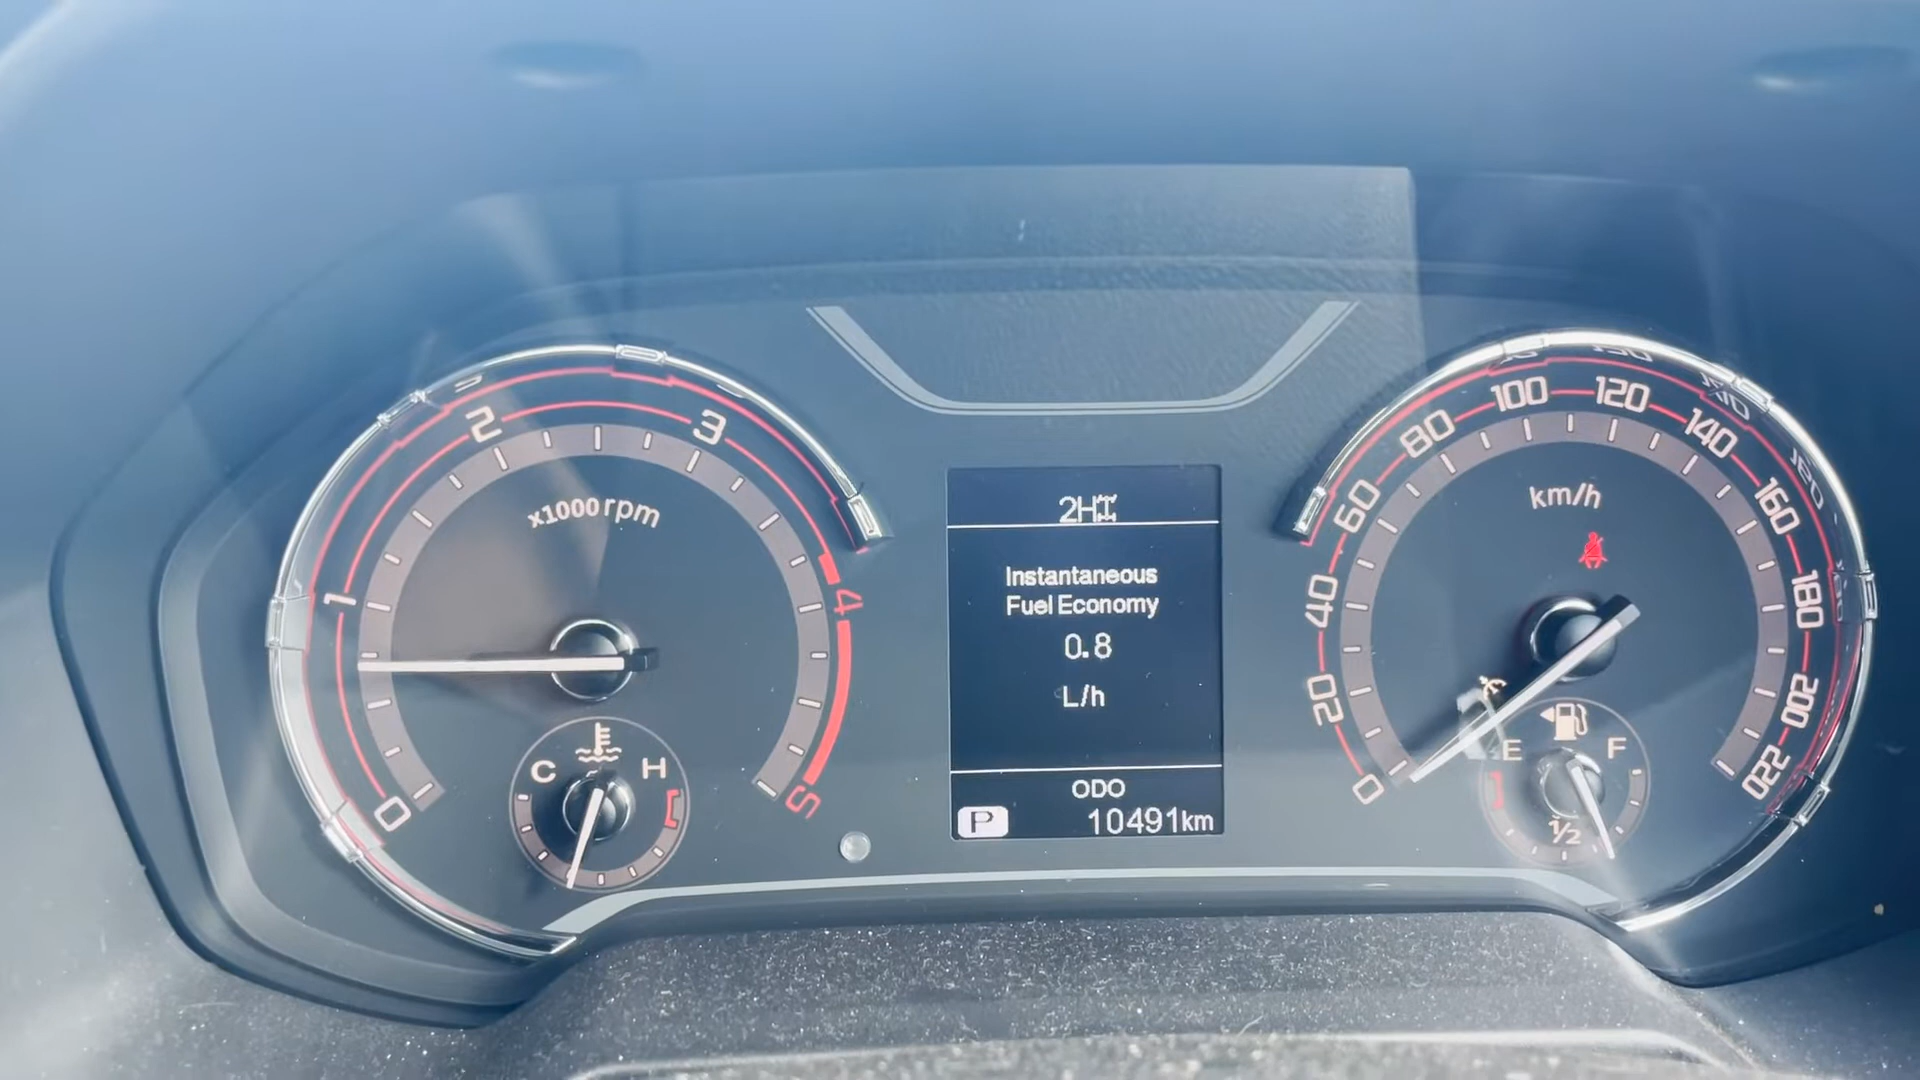 0
1
2
3
4
5
x1000 rpm
C
H
2H
Instantaneous
Fuel Economy
0.8
L/h
ODO
P
10491km
0
20
40
60
80
100
120
140
160
180
200
220
km/h
E
F
1/2